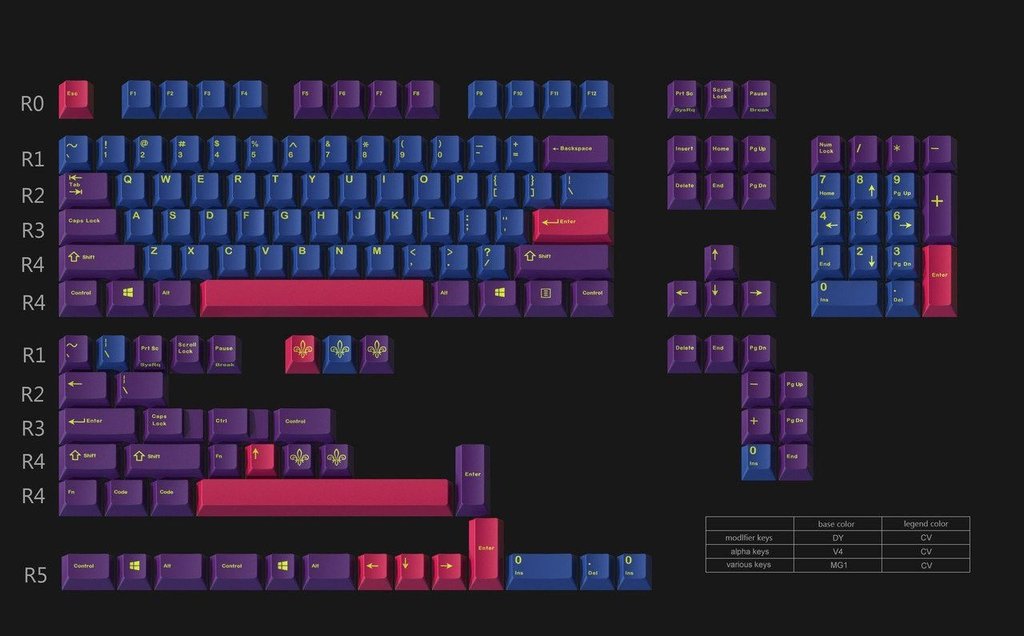 R0 Esc F1 F2 F3 F4 F5 F6 F7 F8 F9 F10 F11 F12 Prt Sc SysRq Scroll Lock Pause Break
R1 ~ ` ! 1 @ 2 # 3 $ 4 % 5 ^ 6 & 7 * 8 ( 9 ) 0 _ - + = ← Backspace Insert Home Pg Up Num Lock / * −
R2 Tab Q W E R T Y U I O P { [ } ] | \ Delete End Pg Dn 7 Home 8 ↑ 9 Pg Up +
R3 Caps Lock A S D F G H J K L : ; " ' Enter 4 ← 5 6 →
R4 Shift Z X C V B N M < , > . ? / Shift ↑ 1 End 2 ↓ 3 Pg Dn Enter
R4 Control Alt Alt Control ← ↓ → 0 Ins . Del
R1 ~ ` | \ Prt Sc SysRq Scroll Lock Pause Break Delete End Pg Dn
R2 ← | \ − Pg Up
R3 Enter Caps Lock Ctrl Control + Pg Dn
R4 Shift Shift Fn ↑ Enter 0 Ins End
R4 Fn Code Code
R5 Control Alt Control Alt ← ↓ → Enter 0 Ins . Del 0 Ins
base color legend color
modifier keys DY CV
alpha keys V4 CV
various keys MG1 CV